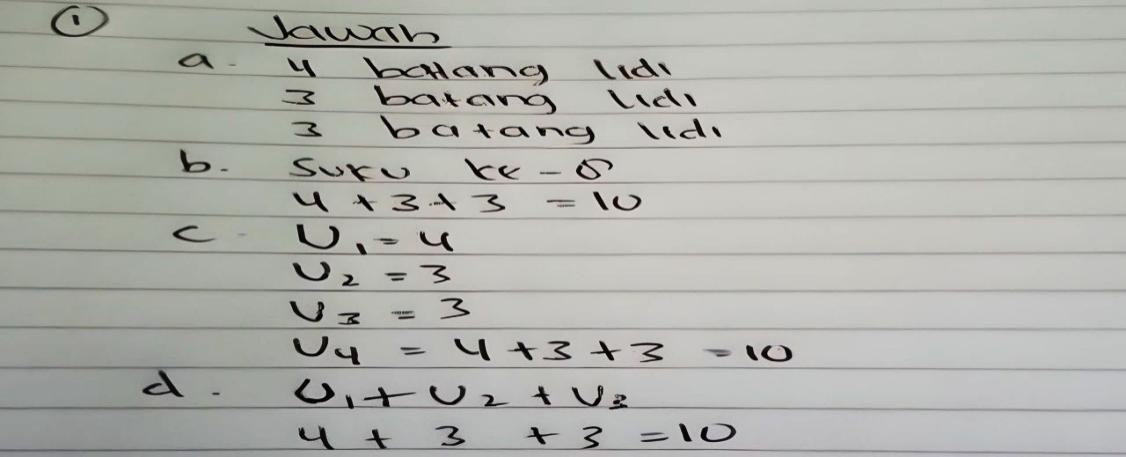 ① Jawab
a. 4 batang lidi
3 batang lidi
3 batang lidi
b. Suku ke - 8
4 + 3 + 3 = 10
c. U₁ = 4
U₂ = 3
U₃ = 3
U₄ = 4 + 3 + 3 = 10
d. U₁ + U₂ + U₃
4 + 3 + 3 = 10